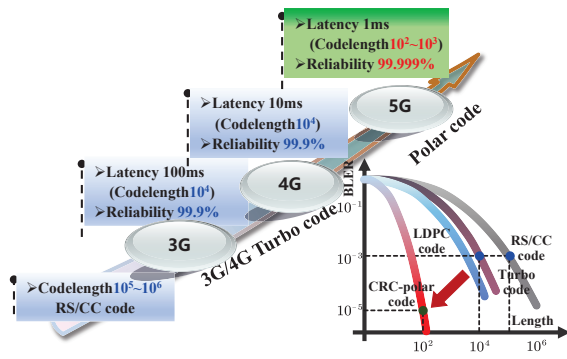 ➢Latency 1ms
(Codelength10²~10³)
➢Reliability 99.999%
➢Latency 10ms
(Codelength10⁴)
➢Reliability 99.9%
5G
Polar code
➢Latency 100ms
(Codelength10⁴)
➢Reliability 99.9%
4G
3G
3G/4G Turbo code
➢Codelength10⁵~10⁶
RS/CC code
BLER
10⁻¹
10⁻³
10⁻⁵
LDPC
code
RS/CC
code
Turbo
code
CRC-polar
code
Length
10²
10⁴
10⁶